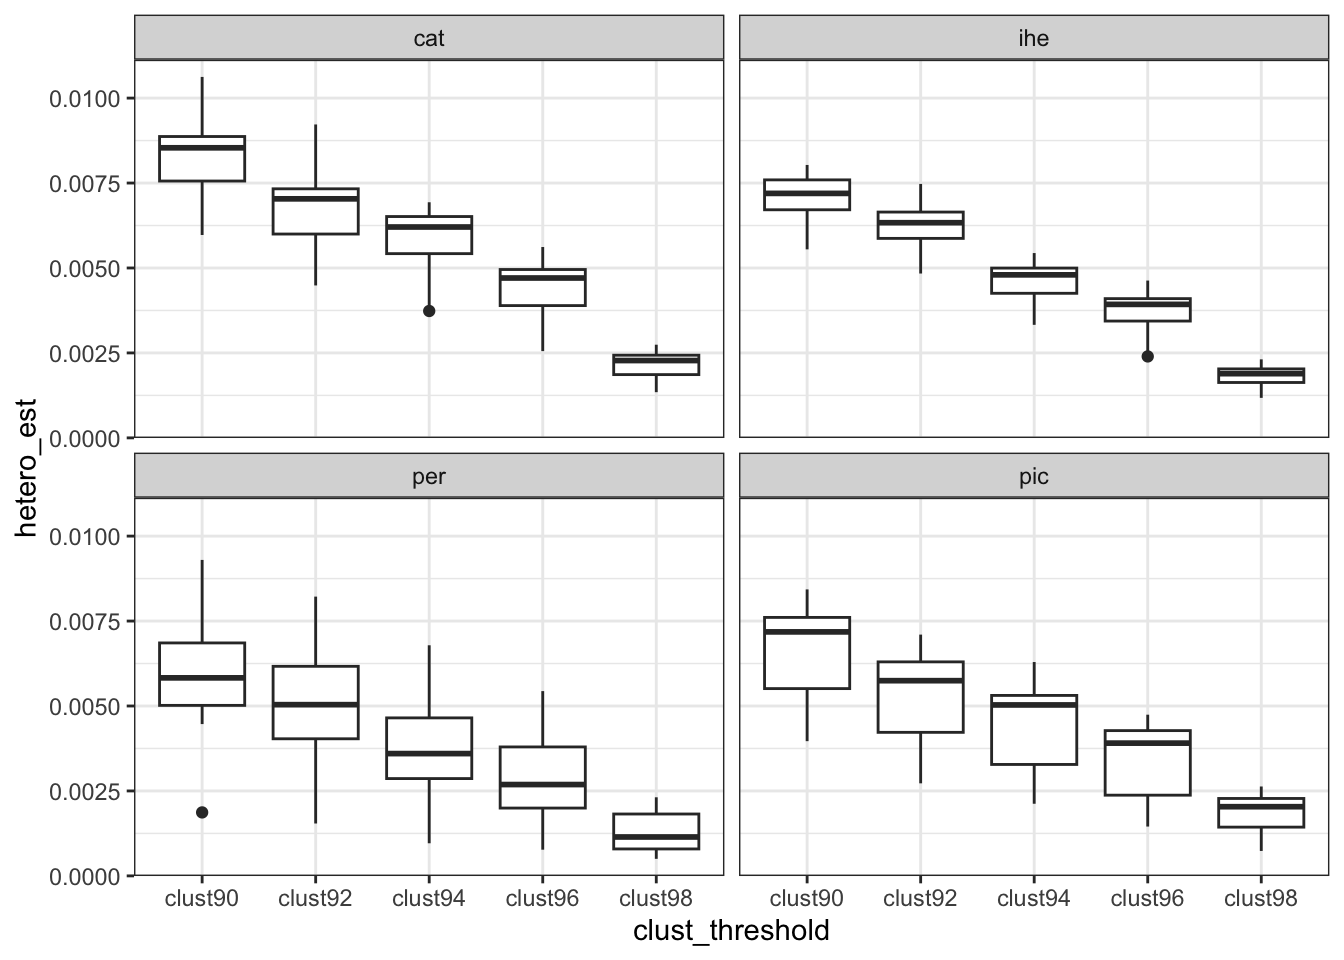 cat
ihe
0.0100
0.0075
0.0050
0.0025
0.0000
per
pic
0.0100
0.0075
0.0050
0.0025
0.0000
hetero_est
clust90 clust92 clust94 clust96 clust98
clust90 clust92 clust94 clust96 clust98
clust_threshold